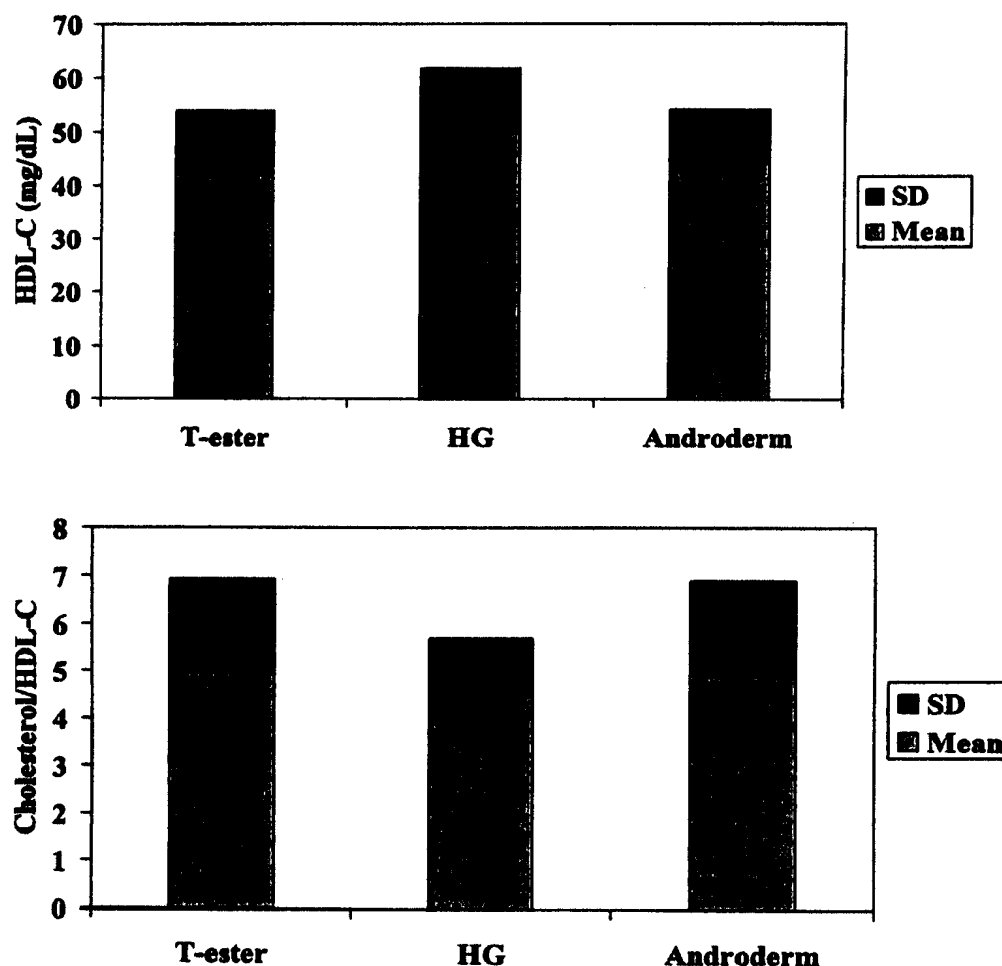 70
60
50
40
30
20
10
0
HDL-C (mg/dL)
T-ester HG Androderm
SD
Mean
8
7
6
5
4
3
2
1
0
Cholesterol/HDL-C
T-ester HG Androderm
SD
Mean